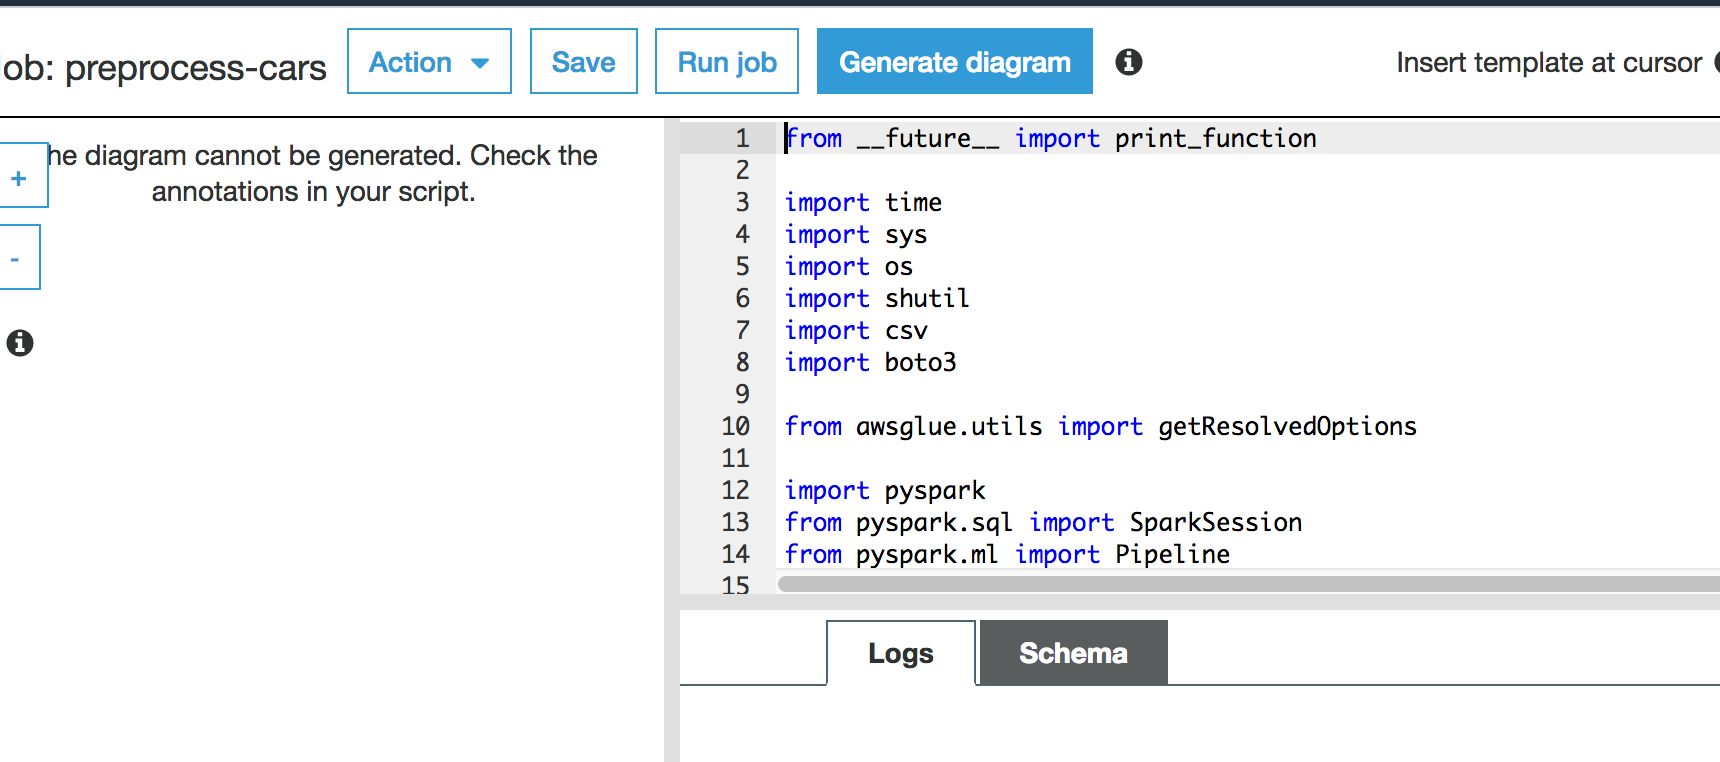 ob: preprocess-cars Action Save Run job Generate diagram Insert template at cursor
he diagram cannot be generated. Check the
annotations in your script.
+
-
1 from __future__ import print_function
2
3 import time
4 import sys
5 import os
6 import shutil
7 import csv
8 import boto3
9
10 from awsglue.utils import getResolvedOptions
11
12 import pyspark
13 from pyspark.sql import SparkSession
14 from pyspark.ml import Pipeline
15
Logs Schema